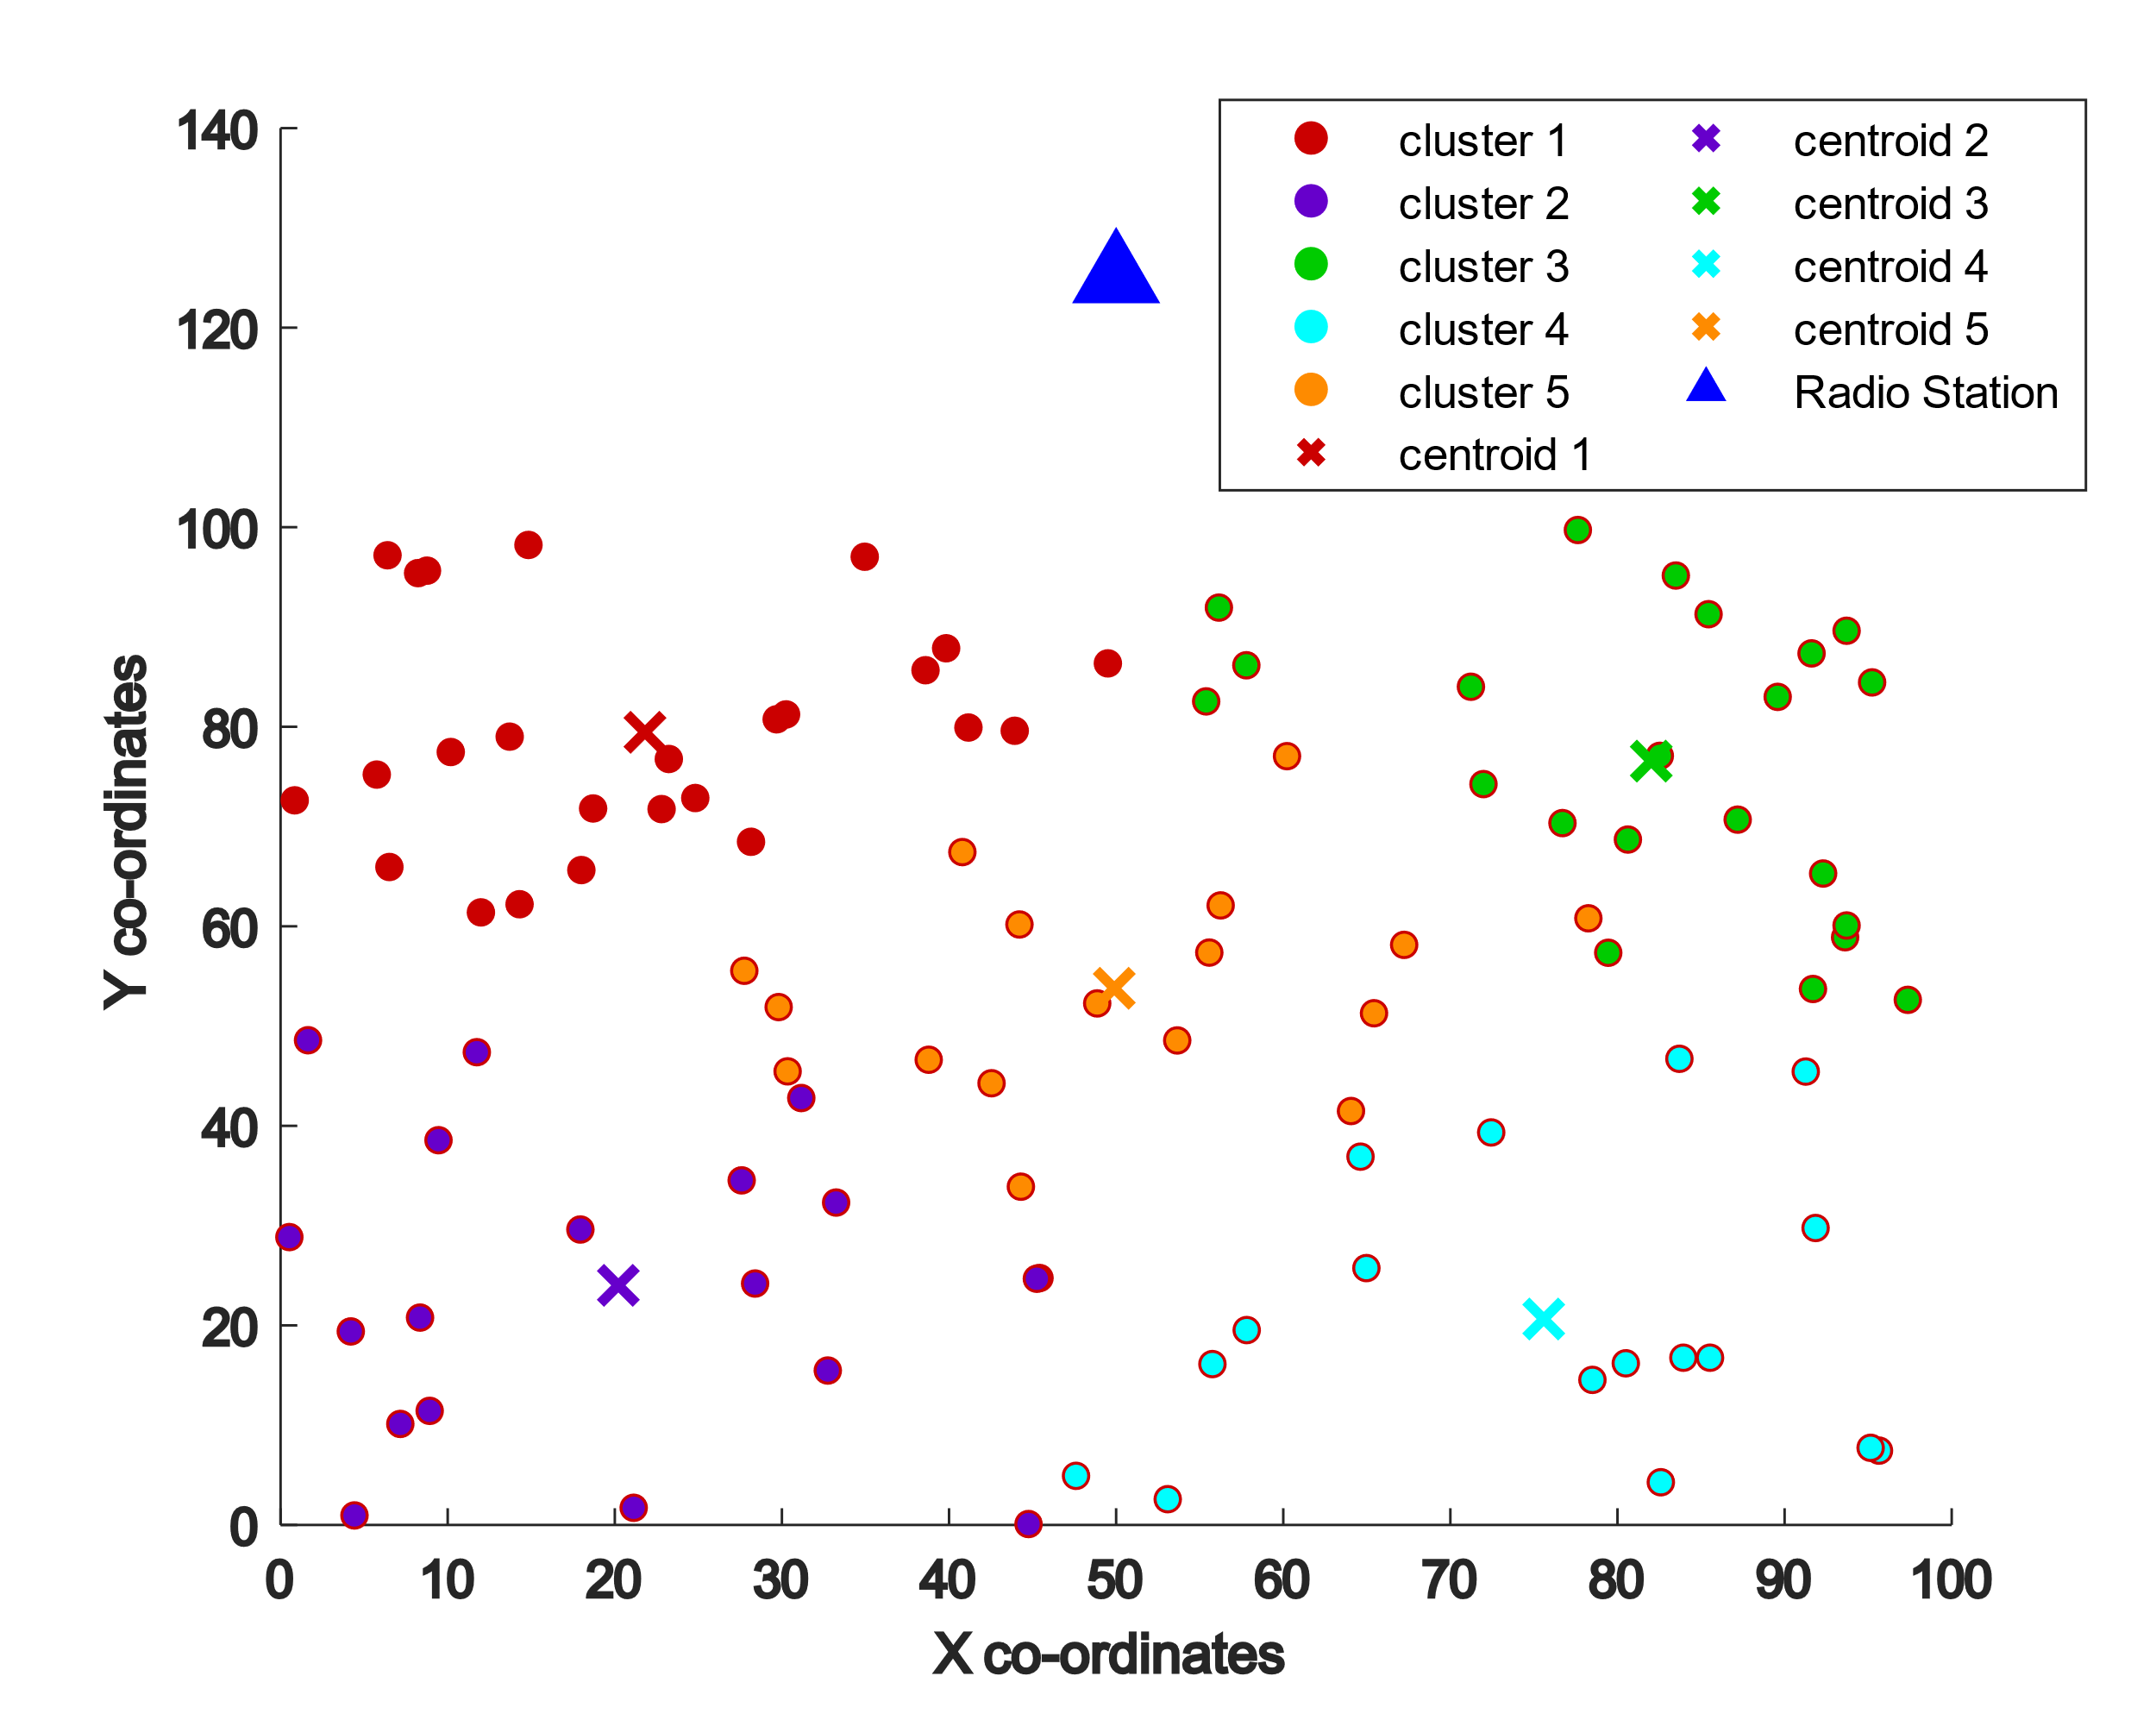 140
120
100
80
60
40
20
0
Y co-ordinates
0 10 20 30 40 50 60 70 80 90 100
X co-ordinates
cluster 1
cluster 2
cluster 3
cluster 4
cluster 5
centroid 1
centroid 2
centroid 3
centroid 4
centroid 5
Radio Station